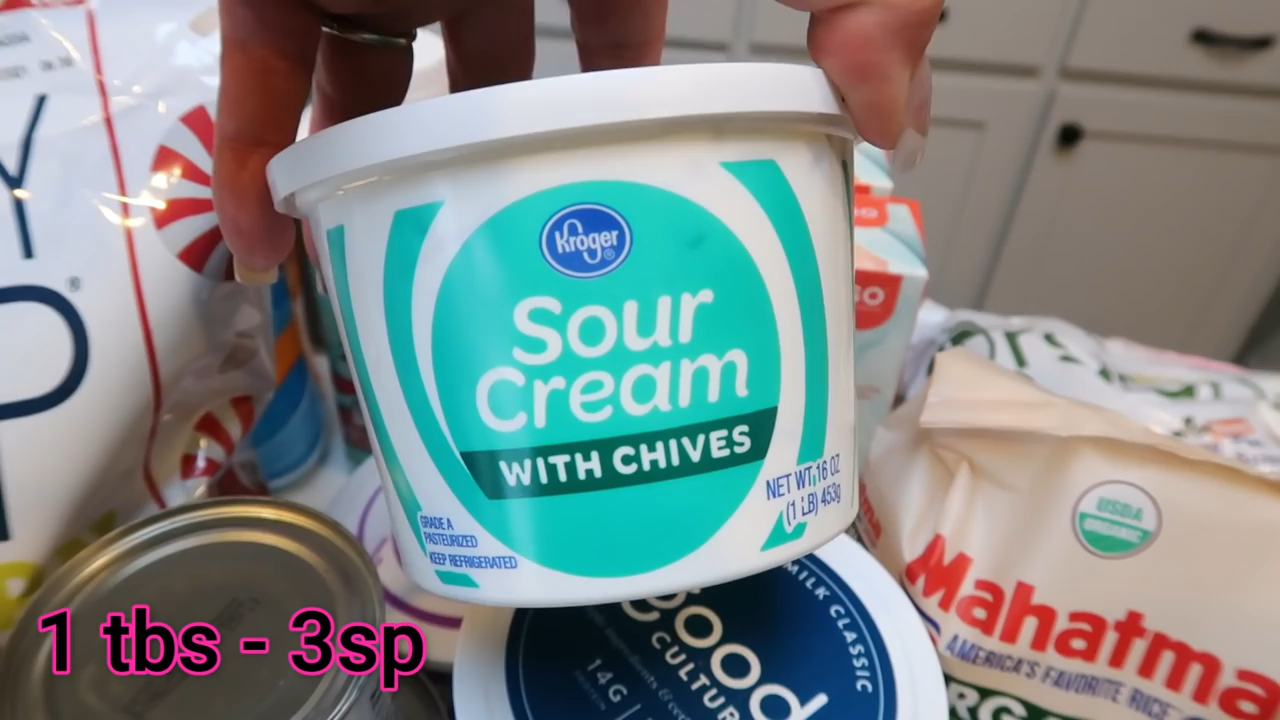 Kroger®
Sour
Cream
WITH CHIVES
NET WT 16 OZ
(1 LB) 453g
GRADE A
PASTEURIZED
KEEP REFRIGERATED
USDA
ORGANIC
Mahatma
AMERICA'S FAVORITE RICE
good
CULTUR
MILK CLASSIC
14G
1 tbs - 3sp